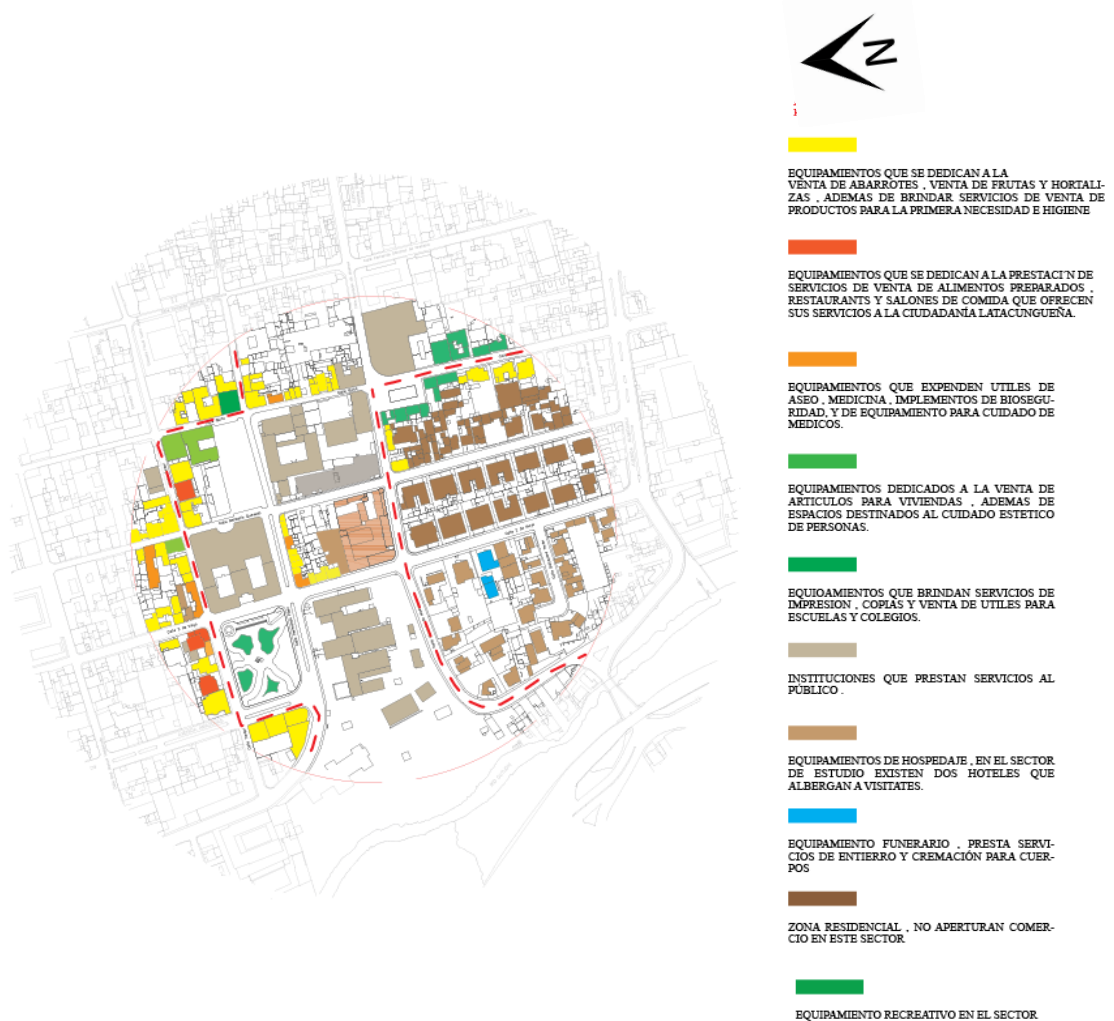 N
EQUIPAMIENTOS QUE SE DEDICAN A LA
VENTA DE ABARROTES , VENTA DE FRUTAS Y HORTALI-
ZAS , ADEMAS DE BRINDAR SERVICIOS DE VENTA DE
PRODUCTOS PARA LA PRIMERA NECESIDAD E HIGIENE
EQUIPAMIENTOS QUE SE DEDICAN A LA PRESTACI´N DE
SERVICIOS DE VENTA DE ALIMENTOS PREPARADOS ,
RESTAURANTS Y SALONES DE COMIDA QUE OFRECEN
SUS SERVICIOS A LA CIUDADANÍA LATACUNGUEÑA.
EQUIPAMIENTOS QUE EXPENDEN UTILES DE
ASEO , MEDICINA , IMPLEMENTOS DE BIOSEGU-
RIDAD, Y DE EQUIPAMIENTO PARA CUIDADO DE
MEDICOS.
EQUIPAMIENTOS DEDICADOS A LA VENTA DE
ARTICULOS PARA VIVIENDAS , ADEMAS DE
ESPACIOS DESTINADOS AL CUIDADO ESTETICO
DE PERSONAS.
EQUIOAMIENTOS QUE BRINDAN SERVICIOS DE
IMPRESION , COPIAS Y VENTA DE UTILES PARA
ESCUELAS Y COLEGIOS.
INSTITUCIONES QUE PRESTAN SERVICIOS AL
PÚBLICO .
EQUIPAMIENTOS DE HOSPEDAJE , EN EL SECTOR
DE ESTUDIO EXISTEN DOS HOTELES QUE
ALBERGAN A VISITATES.
EQUIPAMIENTO FUNERARIO , PRESTA SERVI-
CIOS DE ENTIERRO Y CREMACIÓN PARA CUER-
POS
ZONA RESIDENCIAL , NO APERTURAN COMER-
CIO EN ESTE SECTOR
EQUIPAMIENTO RECREATIVO EN EL SECTOR